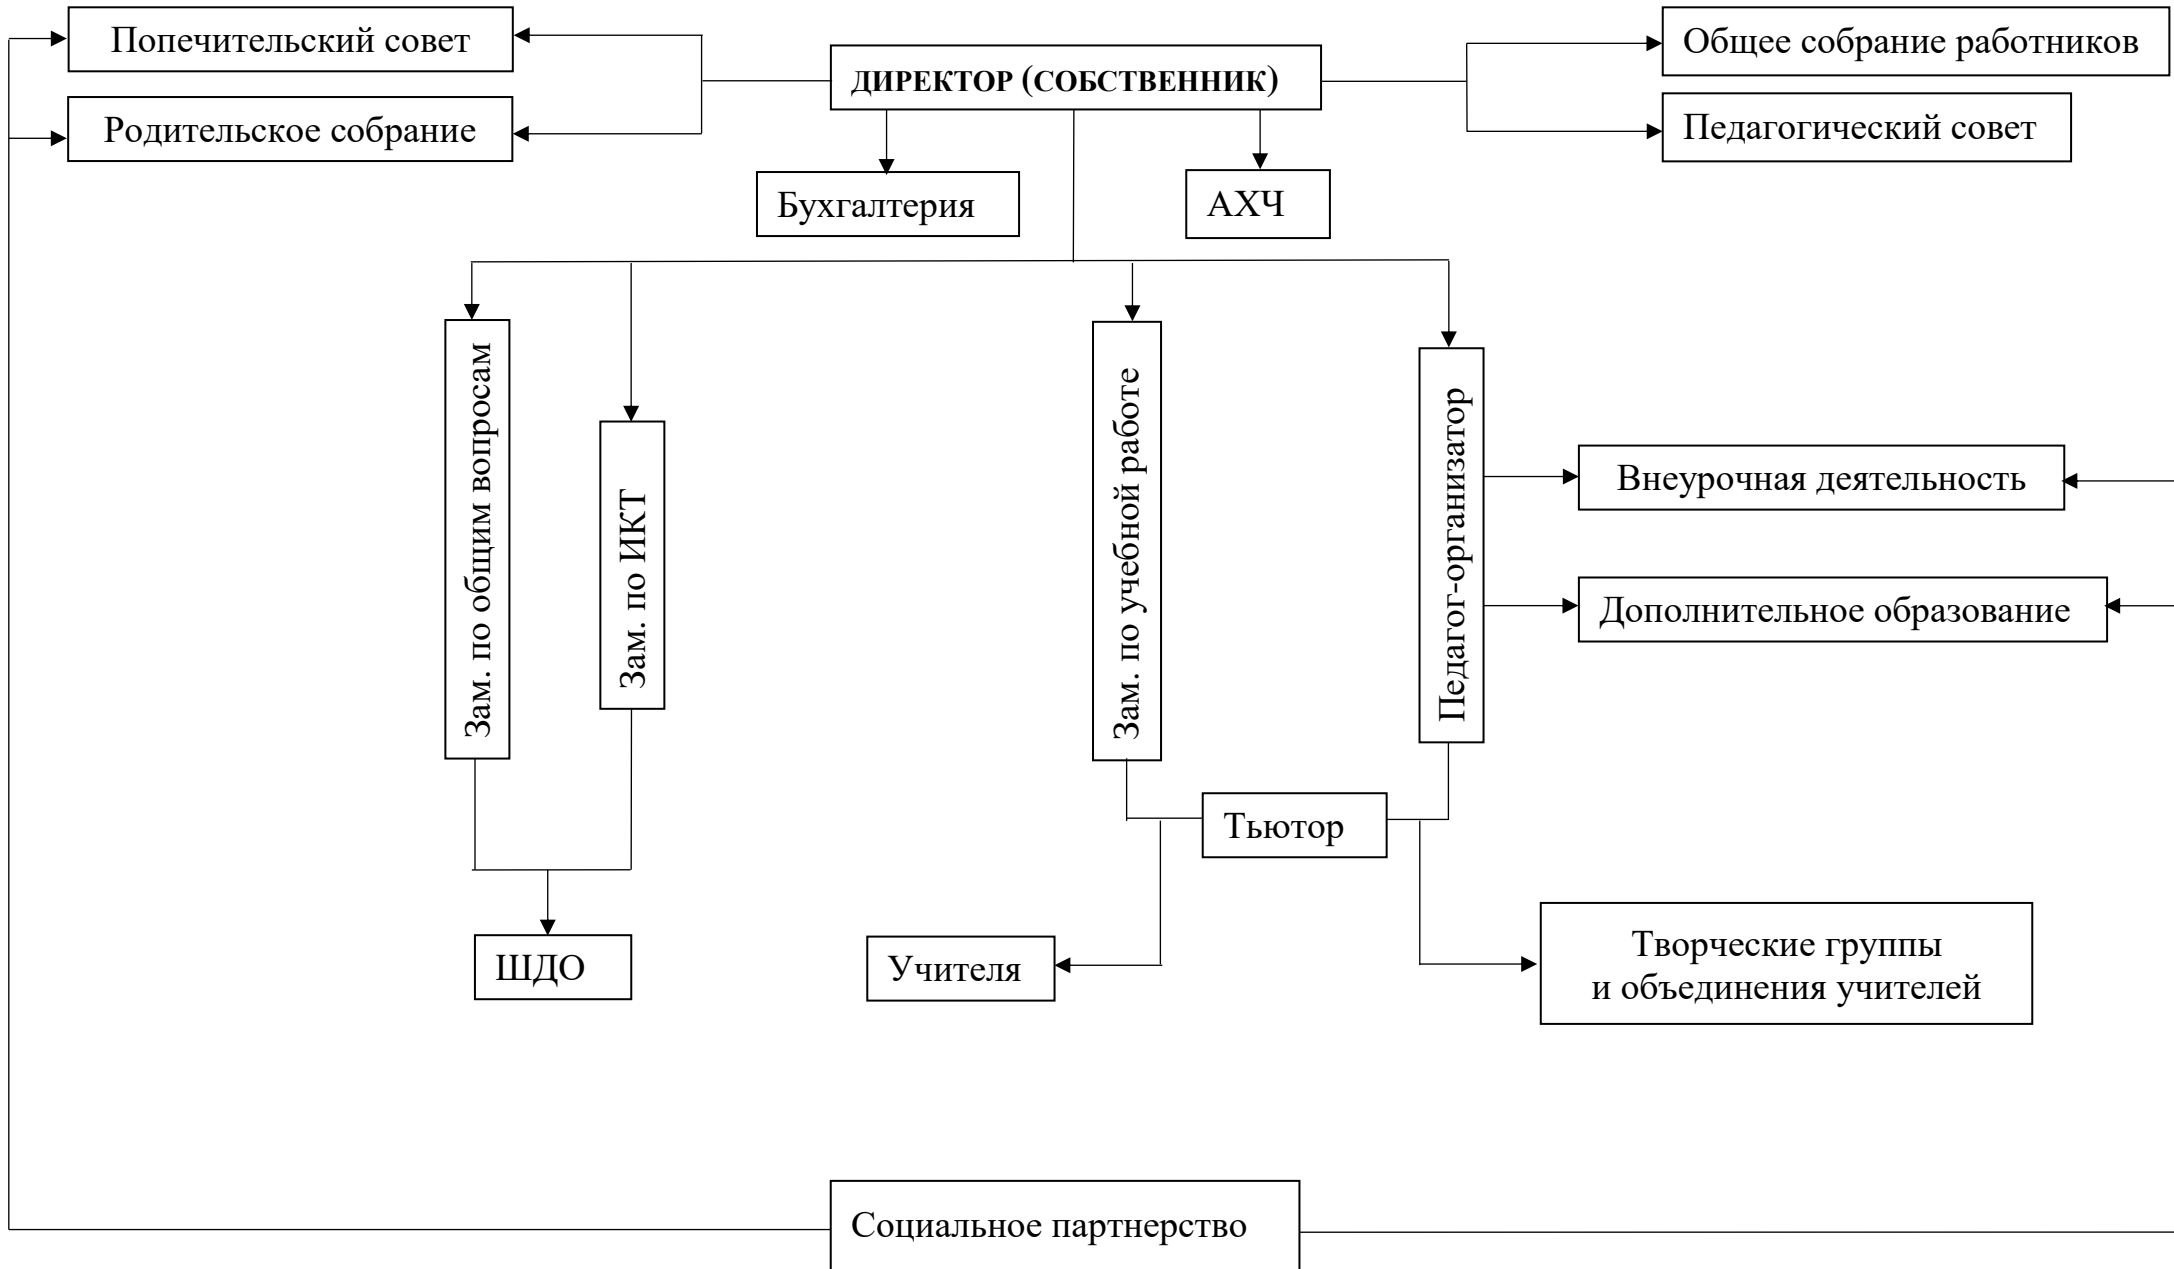 Попечительский совет
Общее собрание работников
ДИРЕКТОР (СОБСТВЕННИК)
Родительское собрание
Педагогический совет
Бухгалтерия
АХЧ
Зам. по общим вопросам
Зам. по ИКТ
Зам. по учебной работе
Педагог-организатор
Внеурочная деятельность
Дополнительное образование
Тьютор
ШДО
Учителя
Творческие группы
и объединения учителей
Социальное партнерство